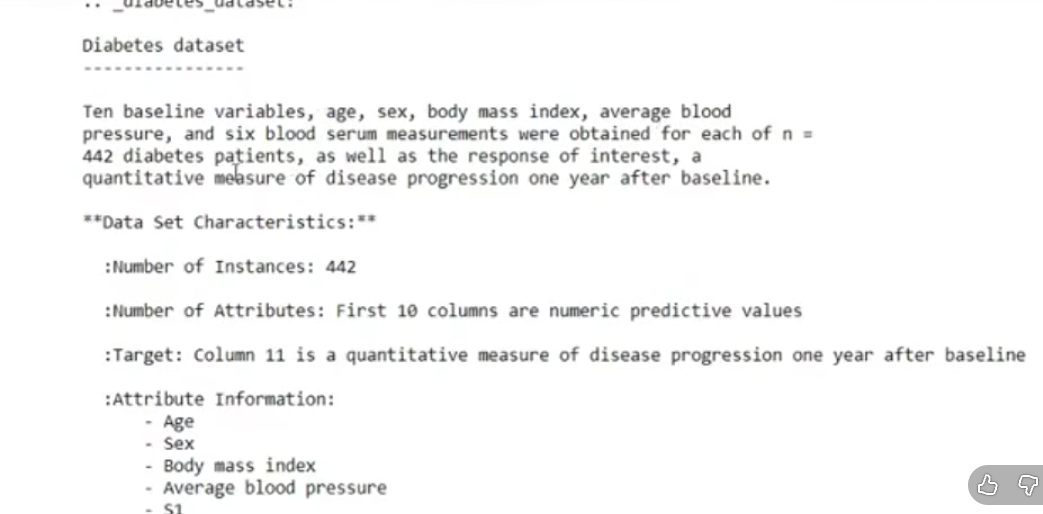 .. _diabetes_dataset:
Diabetes dataset
----------------
Ten baseline variables, age, sex, body mass index, average blood
pressure, and six blood serum measurements were obtained for each of n =
442 diabetes patients, as well as the response of interest, a
quantitative measure of disease progression one year after baseline.
**Data Set Characteristics:**
:Number of Instances: 442
:Number of Attributes: First 10 columns are numeric predictive values
:Target: Column 11 is a quantitative measure of disease progression one year after baseline
:Attribute Information:
- Age
- Sex
- Body mass index
- Average blood pressure
- S1